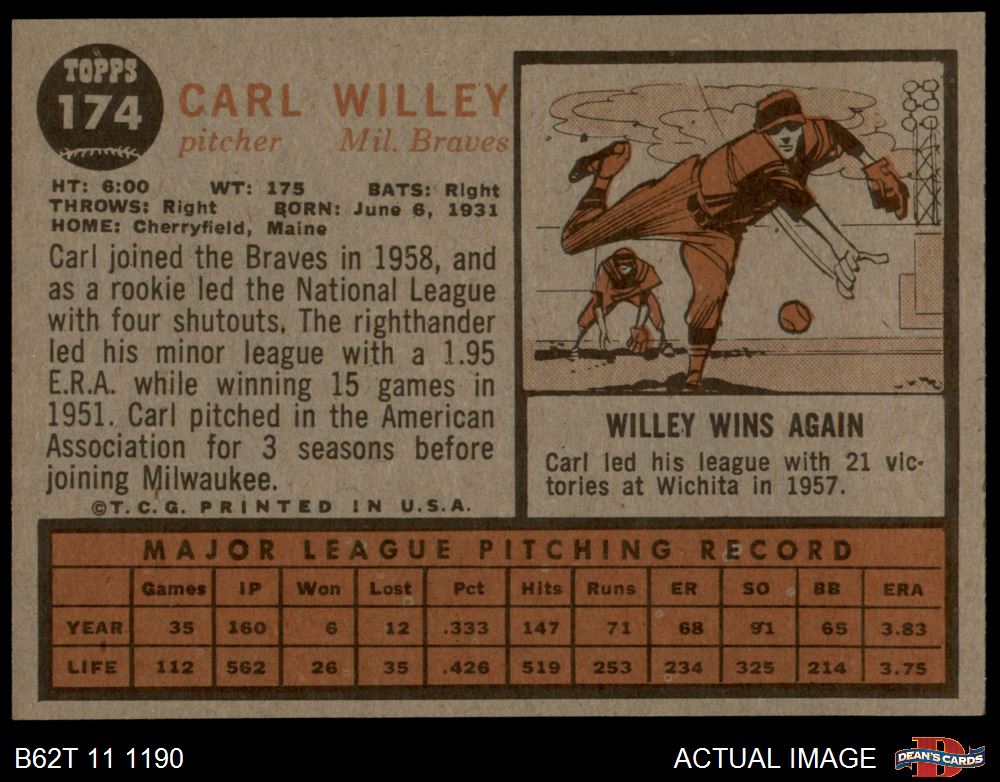 TOPPS
174
CARL WILLEY
pitcher Mil. Braves
HT: 6:00 WT: 175 BATS: Right
THROWS: Right BORN: June 6, 1931
HOME: Cherryfield, Maine
Carl joined the Braves in 1958, and
as a rookie led the National League
with four shutouts. The righthander
led his minor league with a 1.95
E.R.A. while winning 15 games in
1951. Carl pitched in the American
Association for 3 seasons before
joining Milwaukee.
©T.C.G. PRINTED IN U.S.A.
WILLEY WINS AGAIN
Carl led his league with 21 vic-
tories at Wichita in 1957.
MAJOR LEAGUE PITCHING RECORD
Games IP Won Lost Pct Hits Runs ER SO BB ERA
YEAR 35 160 6 12 .333 147 71 68 91 65 3.83
LIFE 112 562 26 35 .426 519 253 234 325 214 3.75
B62T 11 1190
ACTUAL IMAGE
D
DEAN'S CARDS